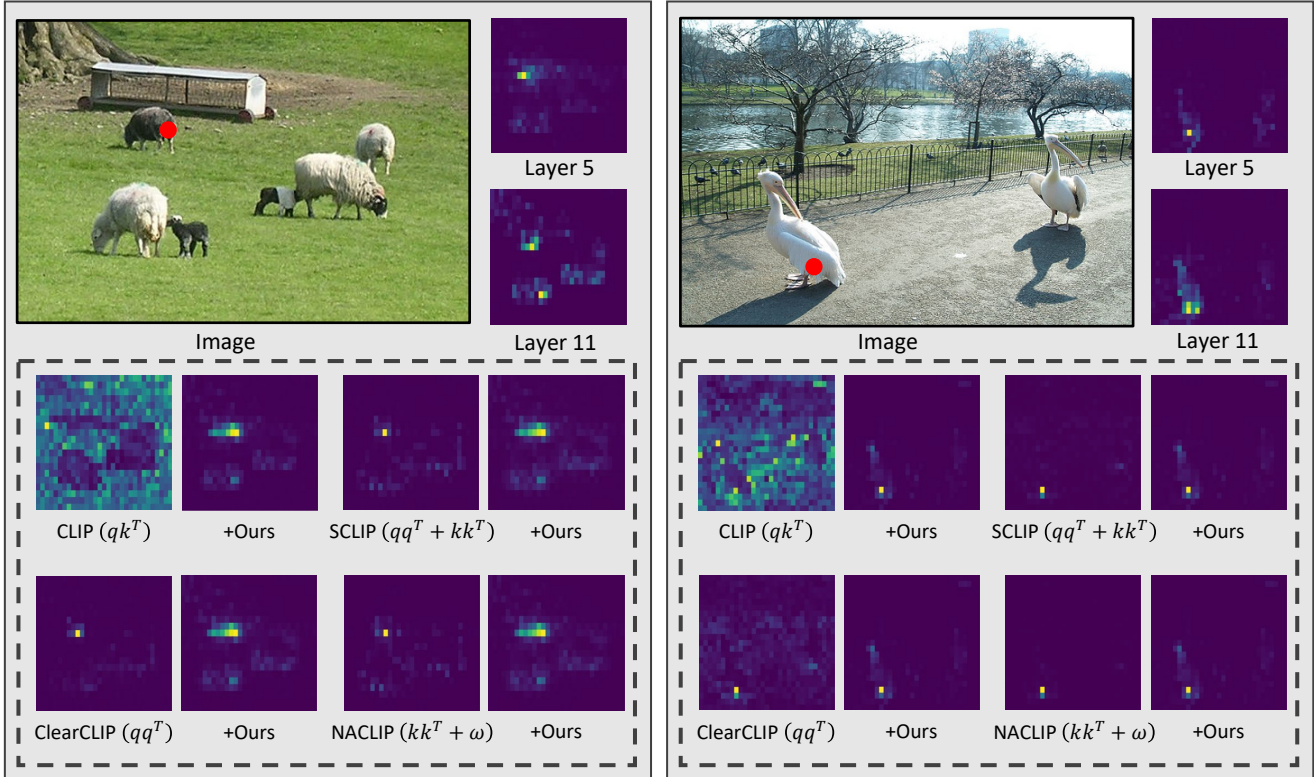 Layer 5
Layer 11
Image
CLIP (qk^T)
+Ours
SCLIP (qq^T + kk^T)
+Ours
ClearCLIP (qq^T)
+Ours
NACLIP (kk^T + ω)
+Ours
Layer 5
Layer 11
Image
CLIP (qk^T)
+Ours
SCLIP (qq^T + kk^T)
+Ours
ClearCLIP (qq^T)
+Ours
NACLIP (kk^T + ω)
+Ours